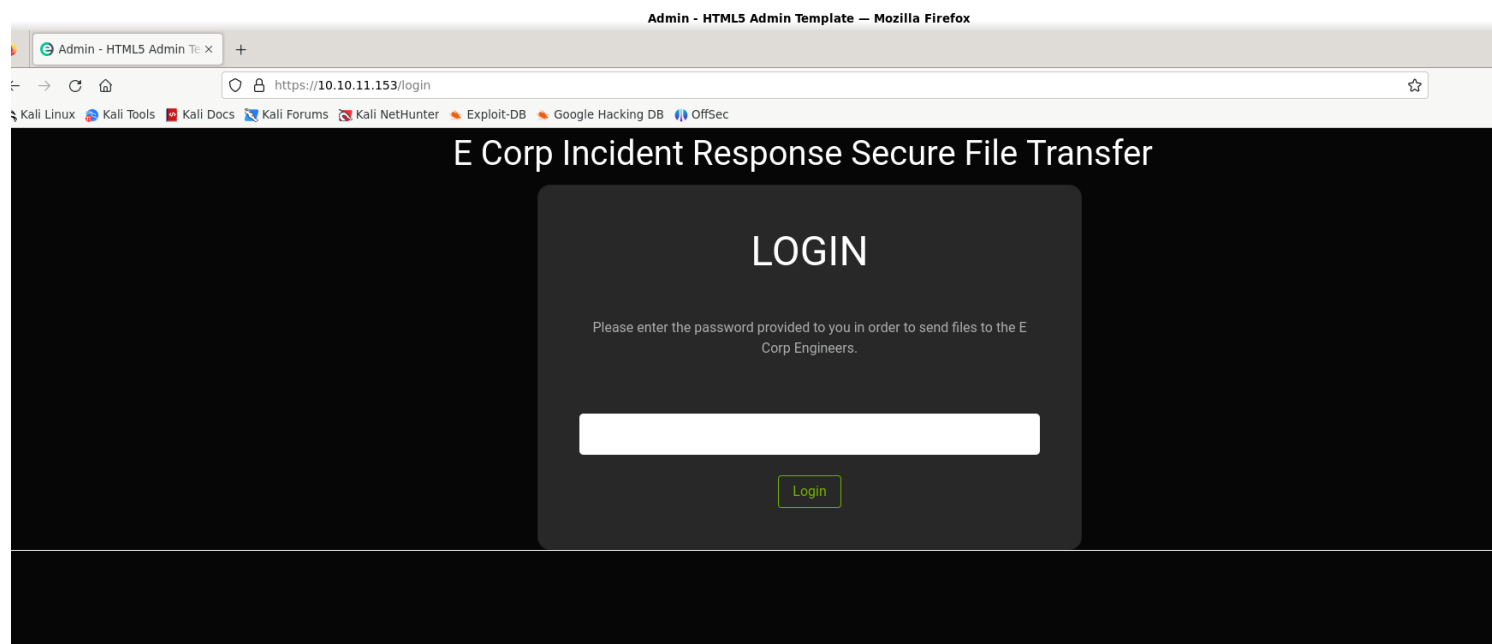 Admin - HTML5 Admin Template — Mozilla Firefox
Admin - HTML5 Admin Te
https://10.10.11.153/login
Kali Linux Kali Tools Kali Docs Kali Forums Kali NetHunter Exploit-DB Google Hacking DB OffSec
E Corp Incident Response Secure File Transfer
LOGIN
Please enter the password provided to you in order to send files to the E
Corp Engineers.
Login